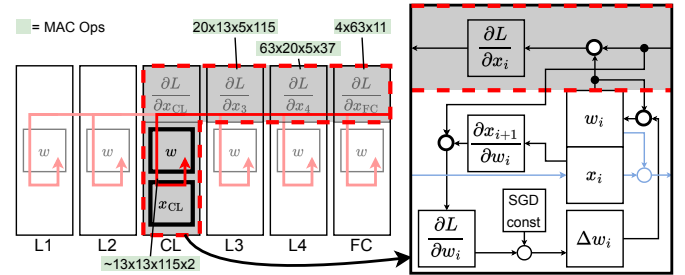 = MAC Ops
20x13x5x115
4x63x11
63x20x5x37
∂L
∂x_CL
∂L
∂x_3
∂L
∂x_4
∂L
∂x_FC
w
w
w
w
w
w
x_CL
L1
L2
CL
L3
L4
FC
~13x13x115x2
∂L
∂x_i
w_i
∂x_{i+1}
∂w_i
x_i
SGD
const
∂L
∂w_i
Δw_i